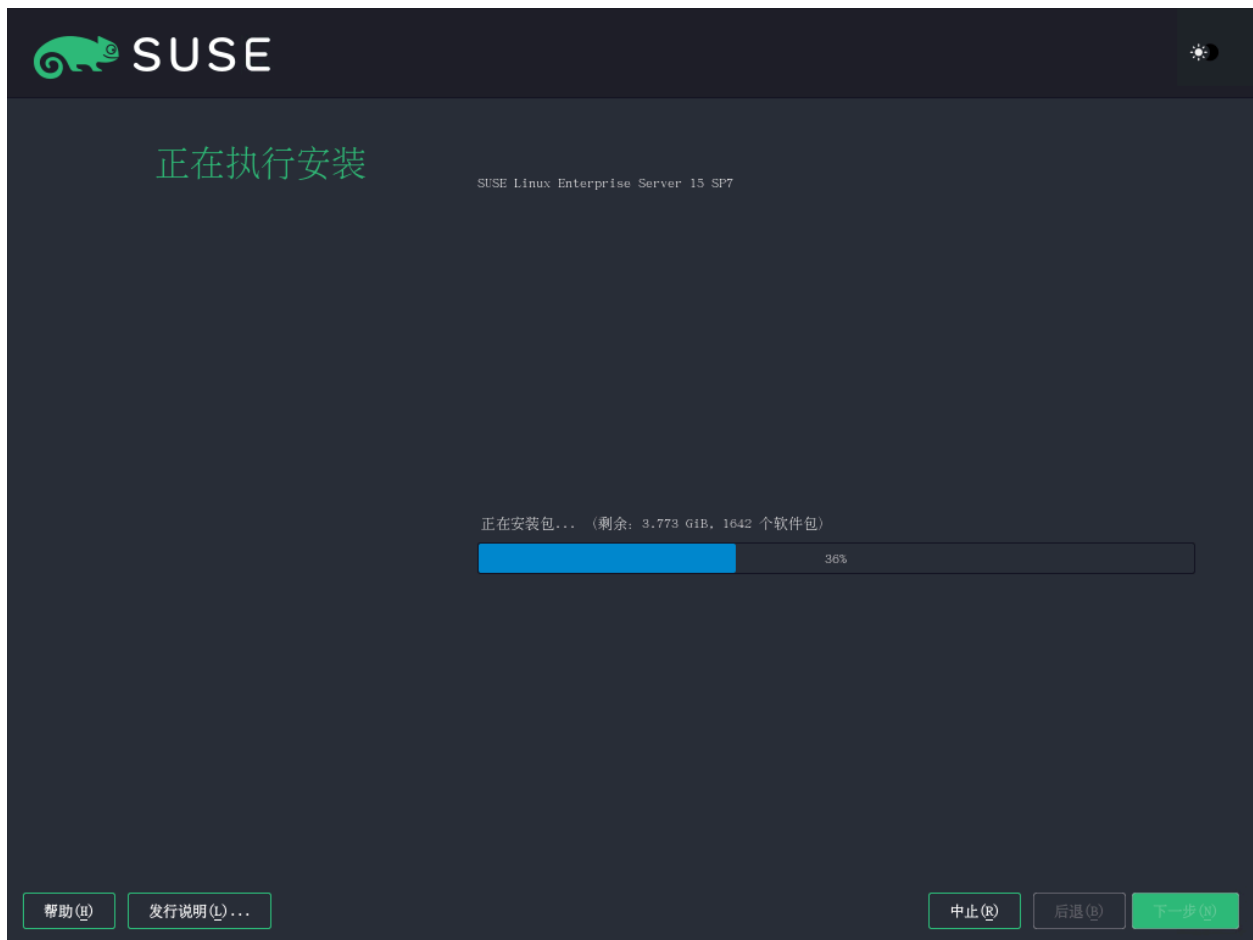 SUSE
正在执行安装
SUSE Linux Enterprise Server 15 SP7
正在安装包... （剩余: 3.773 GiB, 1642 个软件包）
36%
帮助(H)
发行说明(L)...
中止(R)
后退(B)
下一步(N)